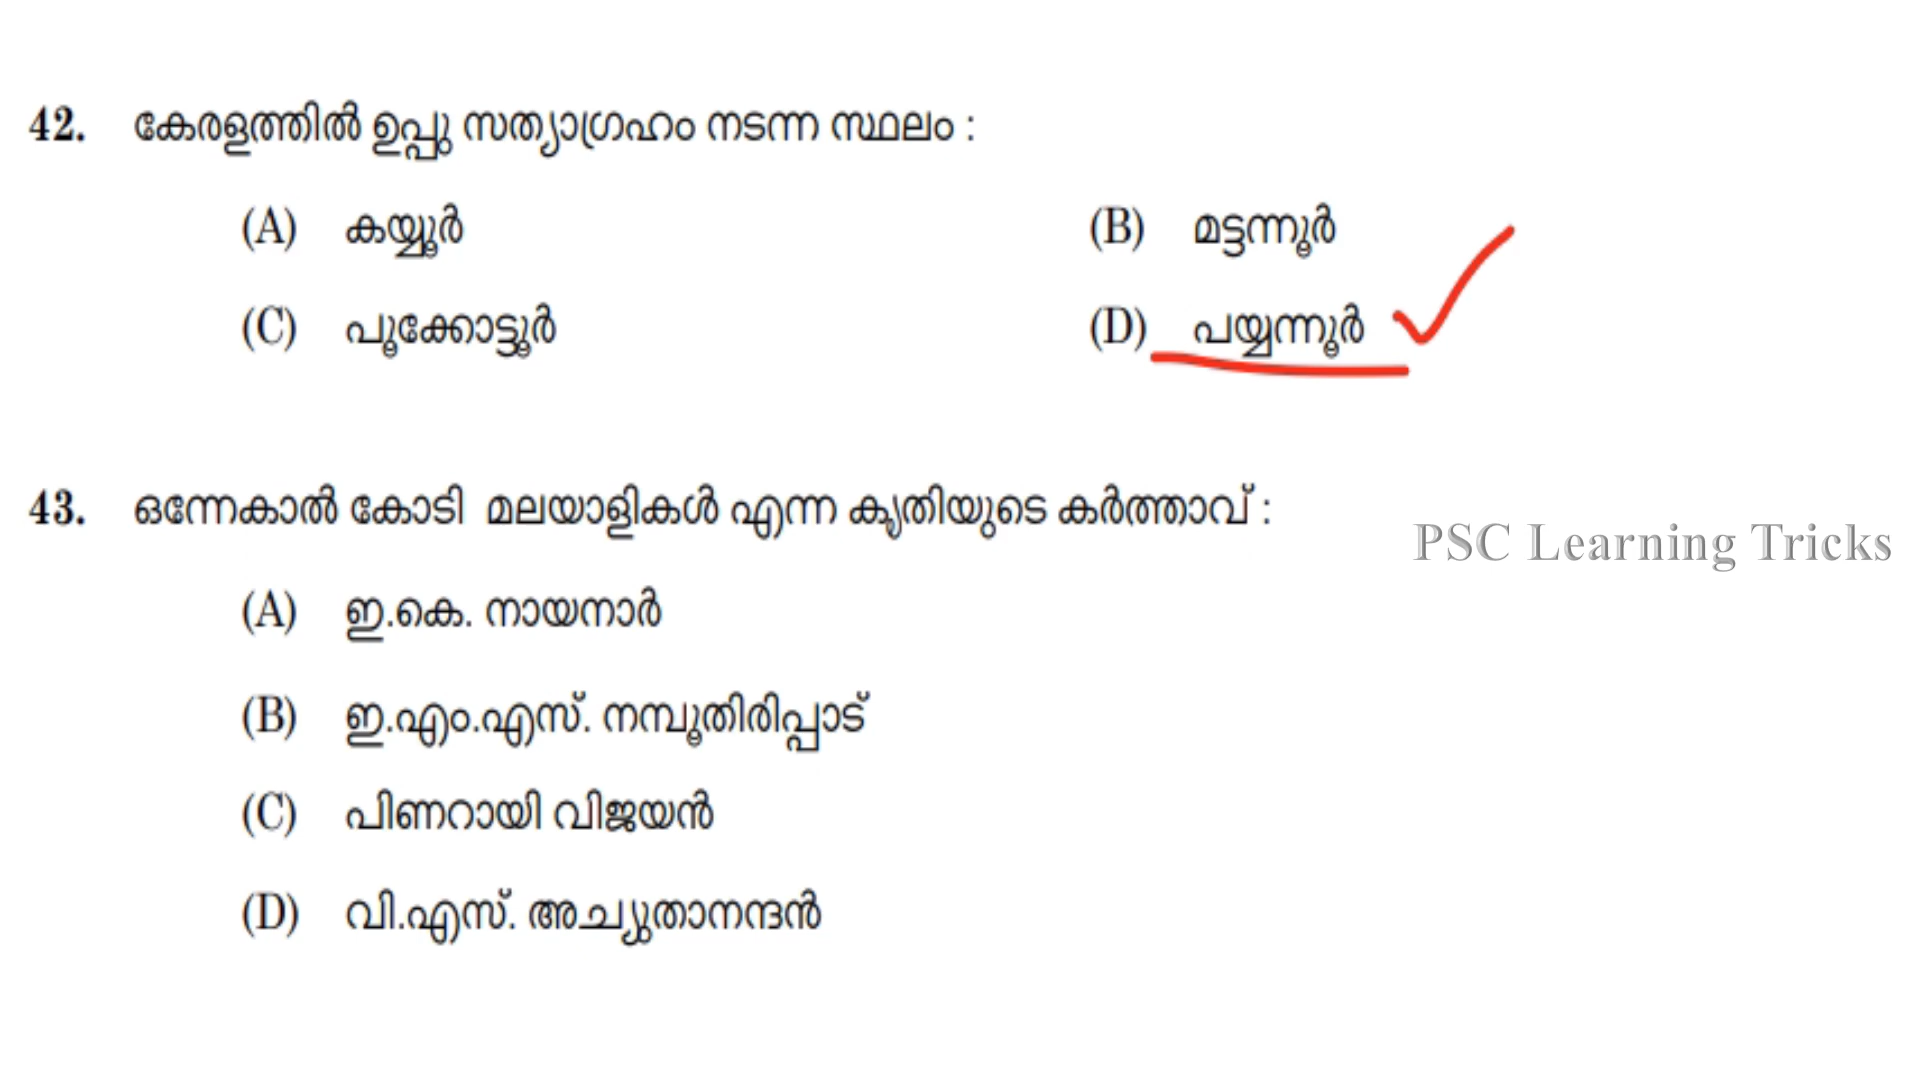 42. കേരളത്തിൽ ഉപ്പു സത്യാഗ്രഹം നടന്ന സ്ഥലം :
(A) കയ്യൂർ (B) മട്ടന്നൂർ
(C) പൂക്കോട്ടൂർ (D) പയ്യന്നൂർ
43. ഒന്നേകാൽ കോടി മലയാളികൾ എന്ന കൃതിയുടെ കർത്താവ് :
PSC Learning Tricks
(A) ഇ.കെ. നായനാർ
(B) ഇ.എം.എസ്. നമ്പൂതിരിപ്പാട്
(C) പിണറായി വിജയൻ
(D) വി.എസ്. അച്യുതാനന്ദൻ